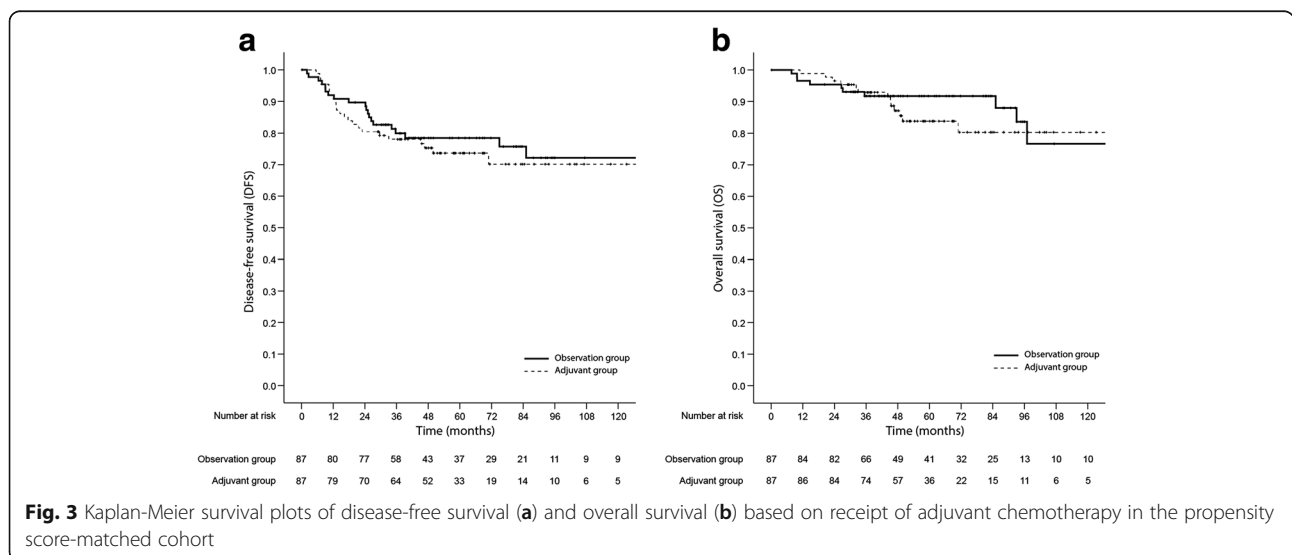 a
1.0
0.9
0.8
0.7
0.6
0.5
0.4
0.3
0.2
0.1
0.0
Disease-free survival (DFS)
Observation group
Adjuvant group
Number at risk 0 12 24 36 48 60 72 84 96 108 120
Time (months)
Observation group 87 80 77 58 43 37 29 21 11 9 9
Adjuvant group 87 79 70 64 52 33 19 14 10 6 5
b
1.0
0.9
0.8
0.7
0.6
0.5
0.4
0.3
0.2
0.1
0.0
Overall survival (OS)
Observation group
Adjuvant group
Number at risk 0 12 24 36 48 60 72 84 96 108 120
Time (months)
Observation group 87 84 82 66 49 41 32 25 13 10 10
Adjuvant group 87 86 84 74 57 36 22 15 11 6 5
Fig. 3 Kaplan-Meier survival plots of disease-free survival (a) and overall survival (b) based on receipt of adjuvant chemotherapy in the propensity
score-matched cohort